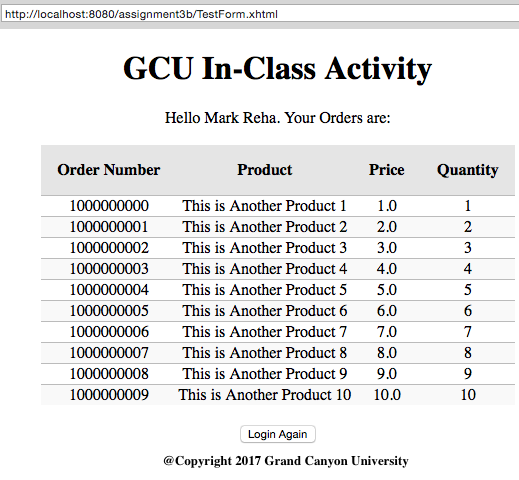 http://localhost:8080/assignment3b/TestForm.xhtml
GCU In-Class Activity
Hello Mark Reha. Your Orders are:
Order Number Product Price Quantity
1000000000 This is Another Product 1 1.0 1
1000000001 This is Another Product 2 2.0 2
1000000002 This is Another Product 3 3.0 3
1000000003 This is Another Product 4 4.0 4
1000000004 This is Another Product 5 5.0 5
1000000005 This is Another Product 6 6.0 6
1000000006 This is Another Product 7 7.0 7
1000000007 This is Another Product 8 8.0 8
1000000008 This is Another Product 9 9.0 9
1000000009 This is Another Product 10 10.0 10
Login Again
@Copyright 2017 Grand Canyon University